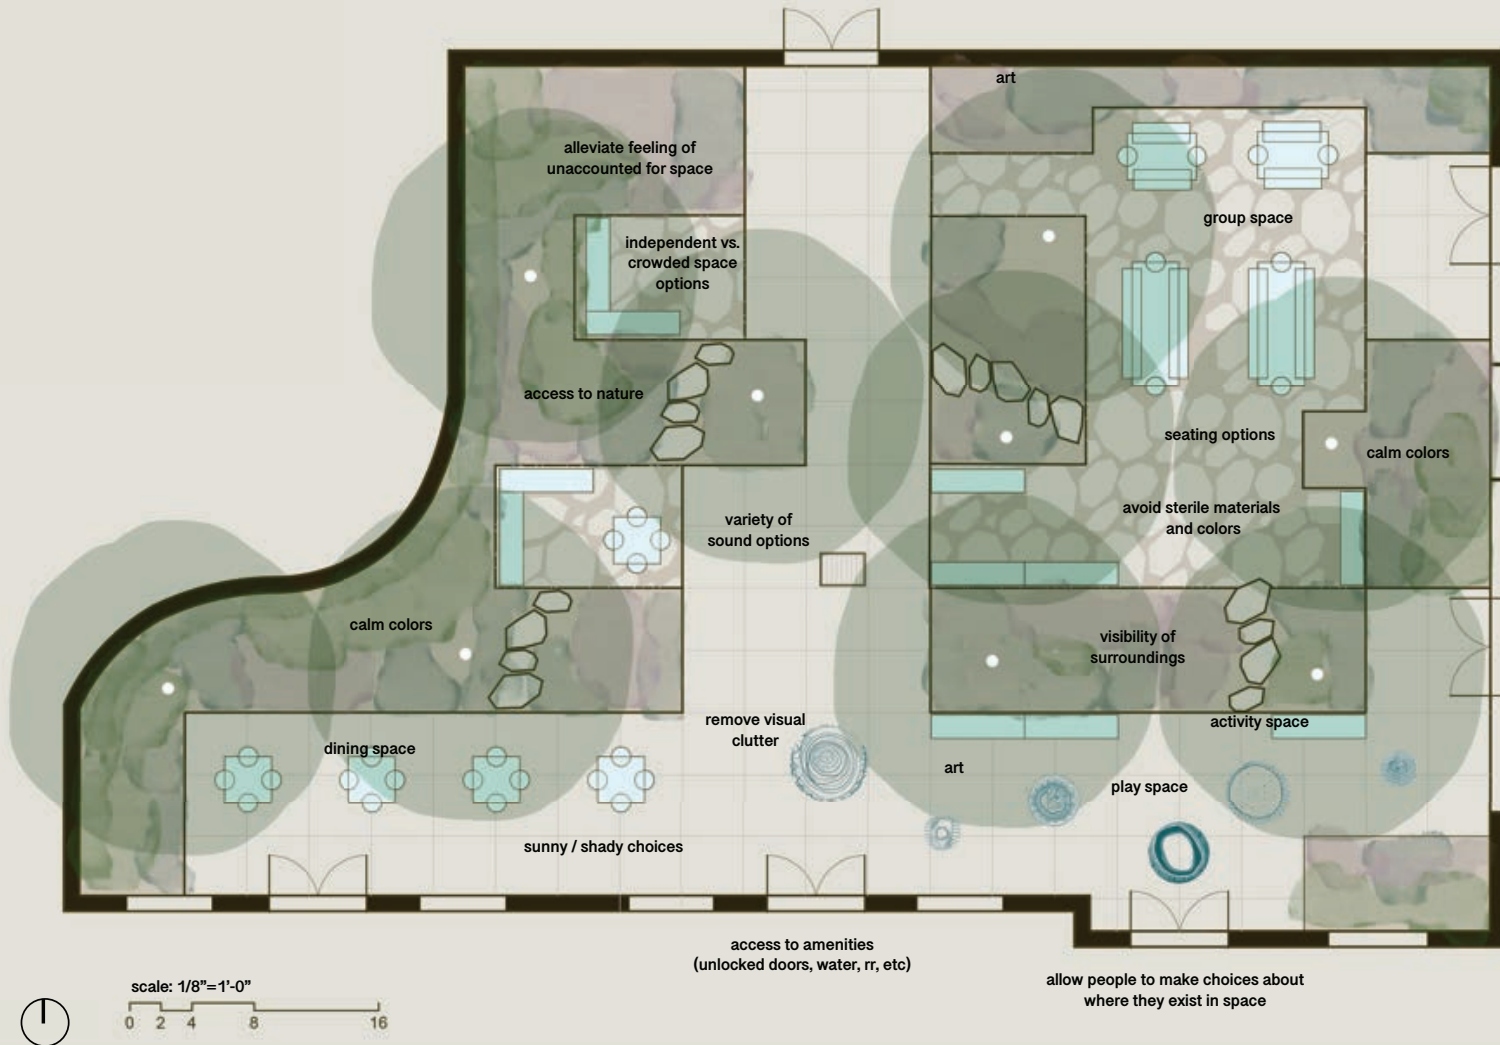 art
alleviate feeling of
unaccounted for space
group space
independent vs.
crowded space
options
access to nature
seating options
calm colors
avoid sterile materials
and colors
variety of
sound options
calm colors
visibility of
surroundings
remove visual
clutter
activity space
dining space
art
play space
sunny / shady choices
access to amenities
(unlocked doors, water, rr, etc)
allow people to make choices about
where they exist in space
scale: 1/8”=1’-0”
0 2 4 8 16